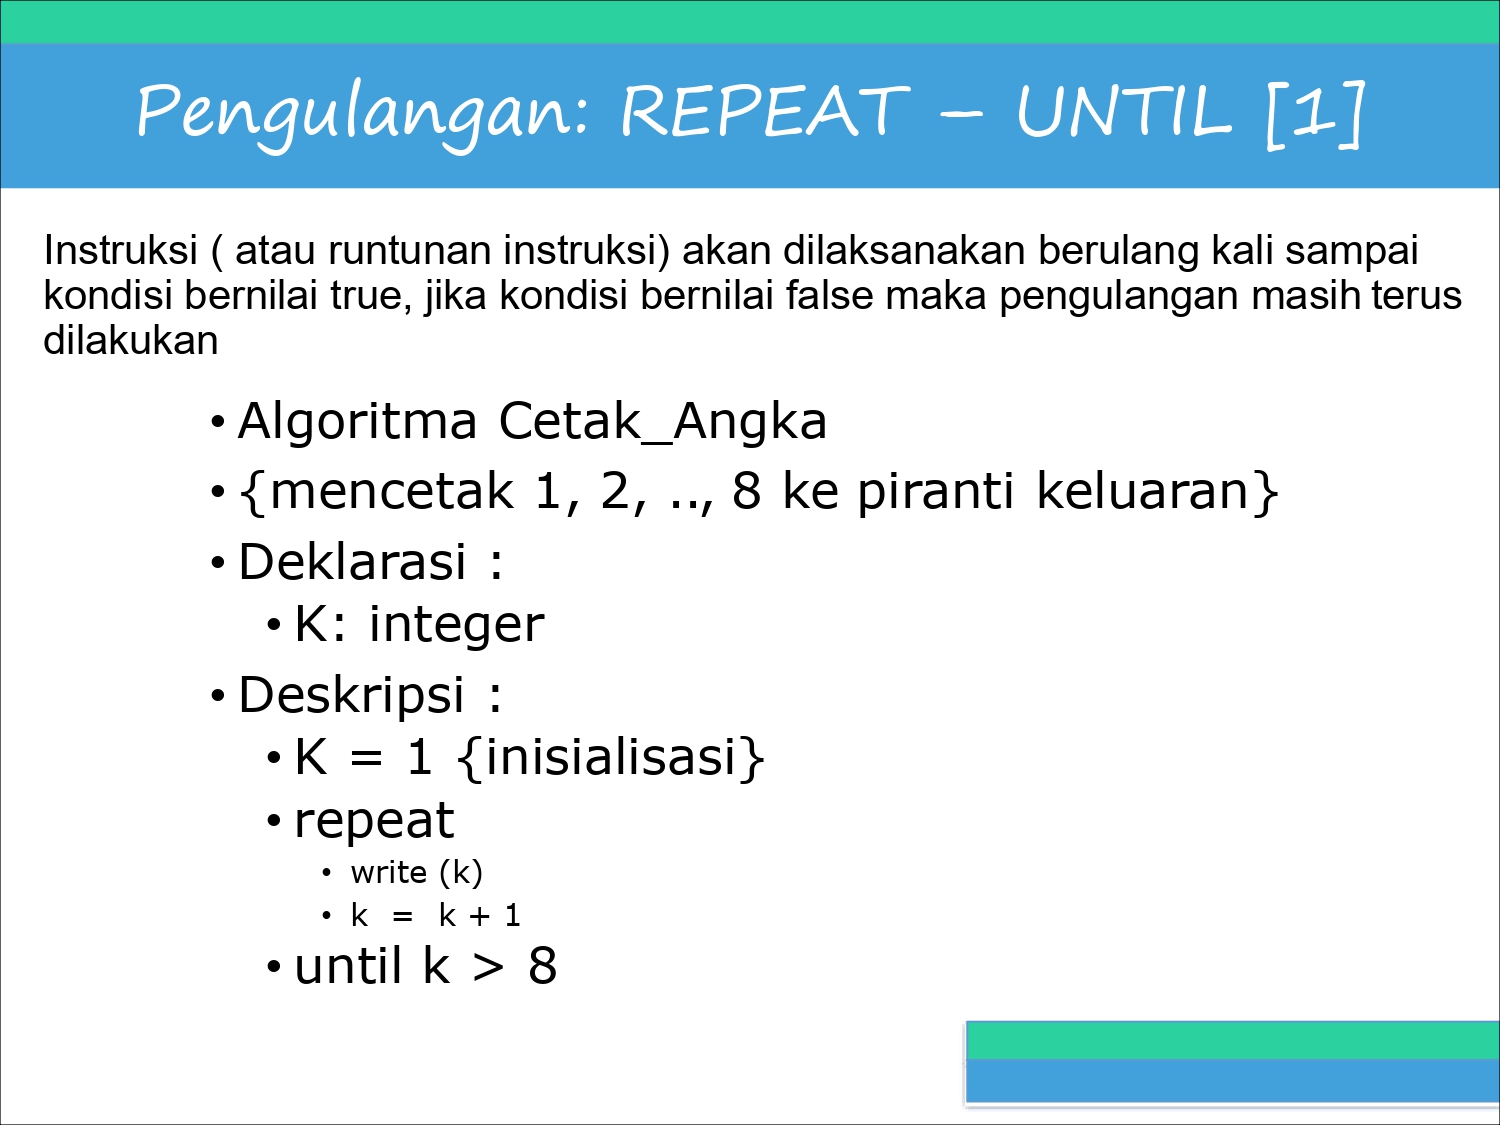 Pengulangan: REPEAT – UNTIL [1]
Instruksi ( atau runtunan instruksi) akan dilaksanakan berulang kali sampai
kondisi bernilai true, jika kondisi bernilai false maka pengulangan masih terus
dilakukan
• Algoritma Cetak_Angka
• {mencetak 1, 2, .., 8 ke piranti keluaran}
• Deklarasi :
• K: integer
• Deskripsi :
• K = 1 {inisialisasi}
• repeat
• write (k)
• k = k + 1
• until k > 8